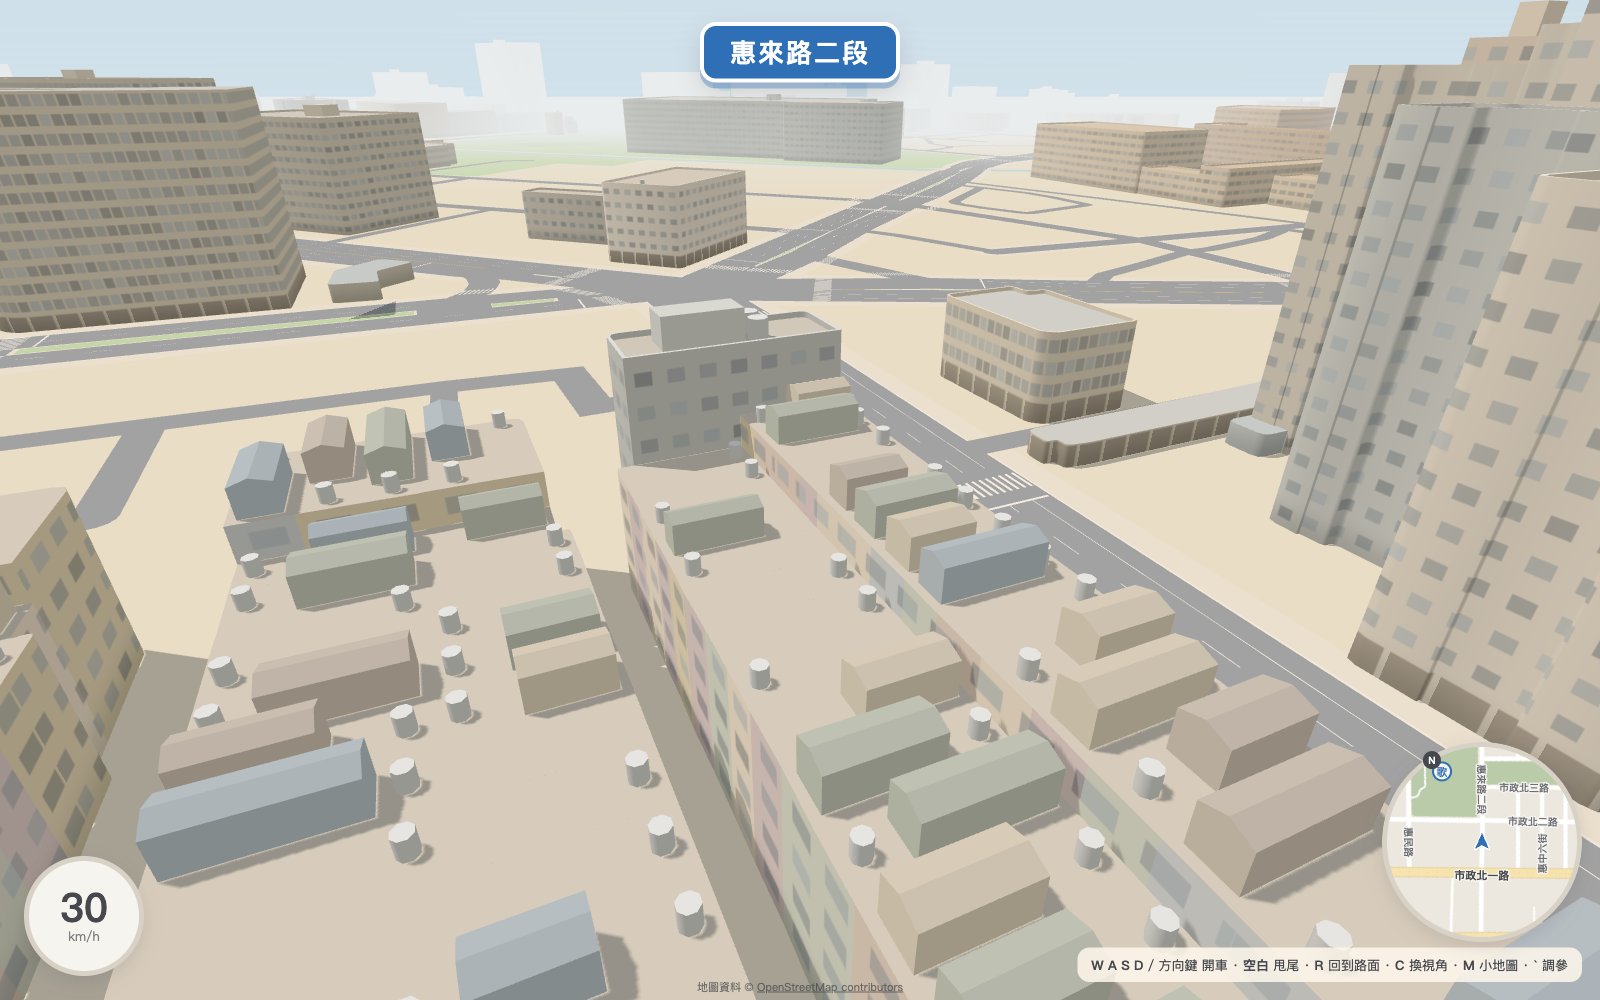 惠來路二段
N
歌
惠來路二段
市政北三路
市政北二路
惠民路
惠中六街
市政北一路
30
km/h
W A S D / 方向鍵 開車 · 空白 甩尾 · R 回到路面 · C 換視角 · M 小地圖 · ` 調參
地圖資料 © OpenStreetMap contributors